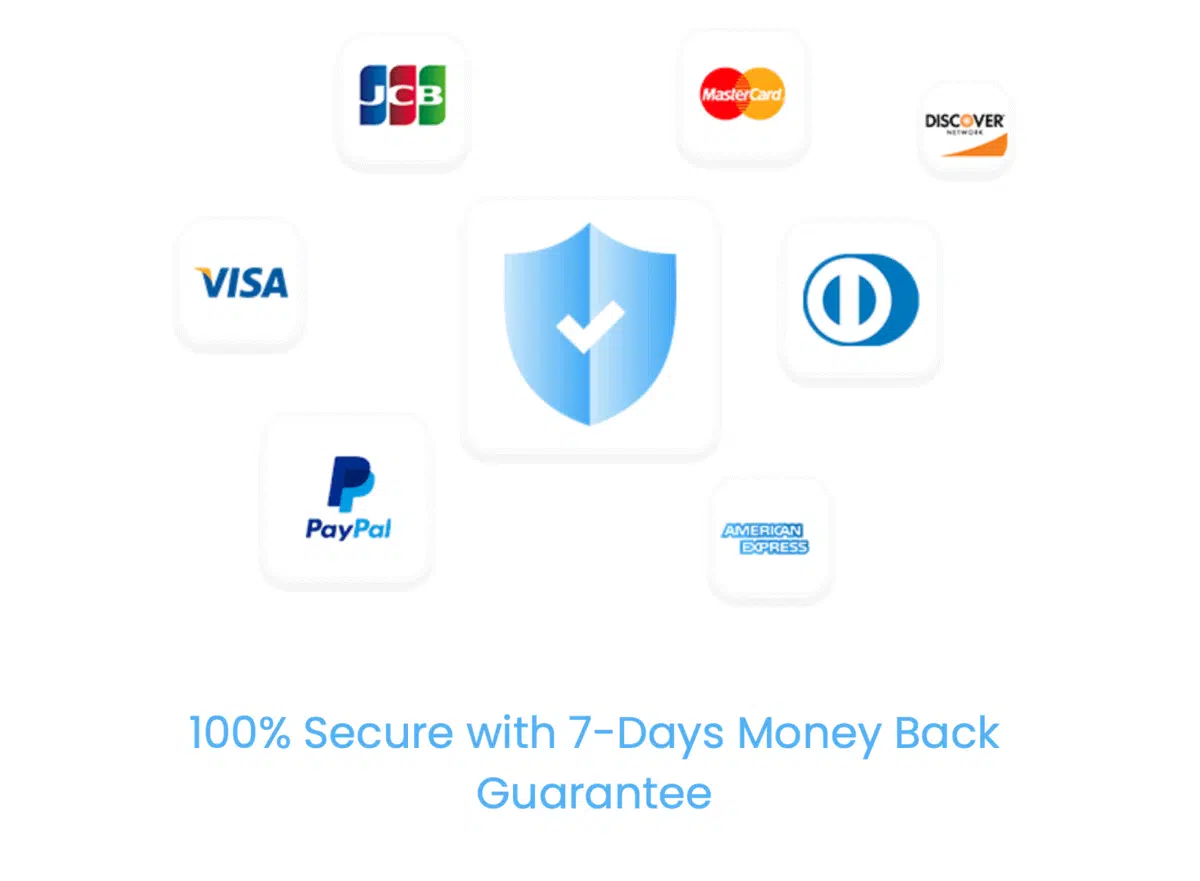 JCB
MasterCard
DISCOVER
NETWORK
VISA
PayPal
AMERICAN
EXPRESS
100% Secure with 7-Days Money Back
Guarantee